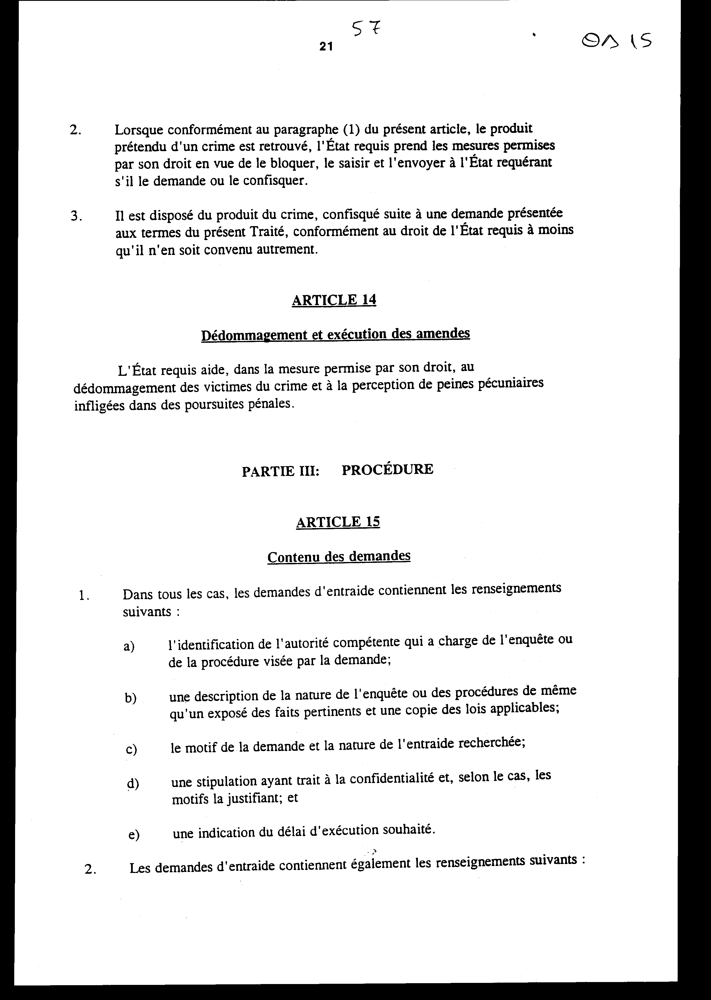 57
21
15
2. Lorsque conformément au paragraphe (1) du présent article, le produit
prétendu d'un crime est retrouvé, l'État requis prend les mesures permises
par son droit en vue de le bloquer, le saisir et l'envoyer à l'État requérant
s'il le demande ou le confisquer.
3. Il est disposé du produit du crime, confisqué suite à une demande présentée
aux termes du présent Traité, conformément au droit de l'État requis à moins
qu'il n'en soit convenu autrement.
ARTICLE 14
Dédommagement et exécution des amendes
L'État requis aide, dans la mesure permise par son droit, au
dédommagement des victimes du crime et à la perception de peines pécuniaires
infligées dans des poursuites pénales.
PARTIE III: PROCÉDURE
ARTICLE 15
Contenu des demandes
1. Dans tous les cas, les demandes d'entraide contiennent les renseignements
suivants :
a) l'identification de l'autorité compétente qui a charge de l'enquête ou
de la procédure visée par la demande;
b) une description de la nature de l'enquête ou des procédures de même
qu'un exposé des faits pertinents et une copie des lois applicables;
c) le motif de la demande et la nature de l'entraide recherchée;
d) une stipulation ayant trait à la confidentialité et, selon le cas, les
motifs la justifiant; et
e) une indication du délai d'exécution souhaité.
2. Les demandes d'entraide contiennent également les renseignements suivants :